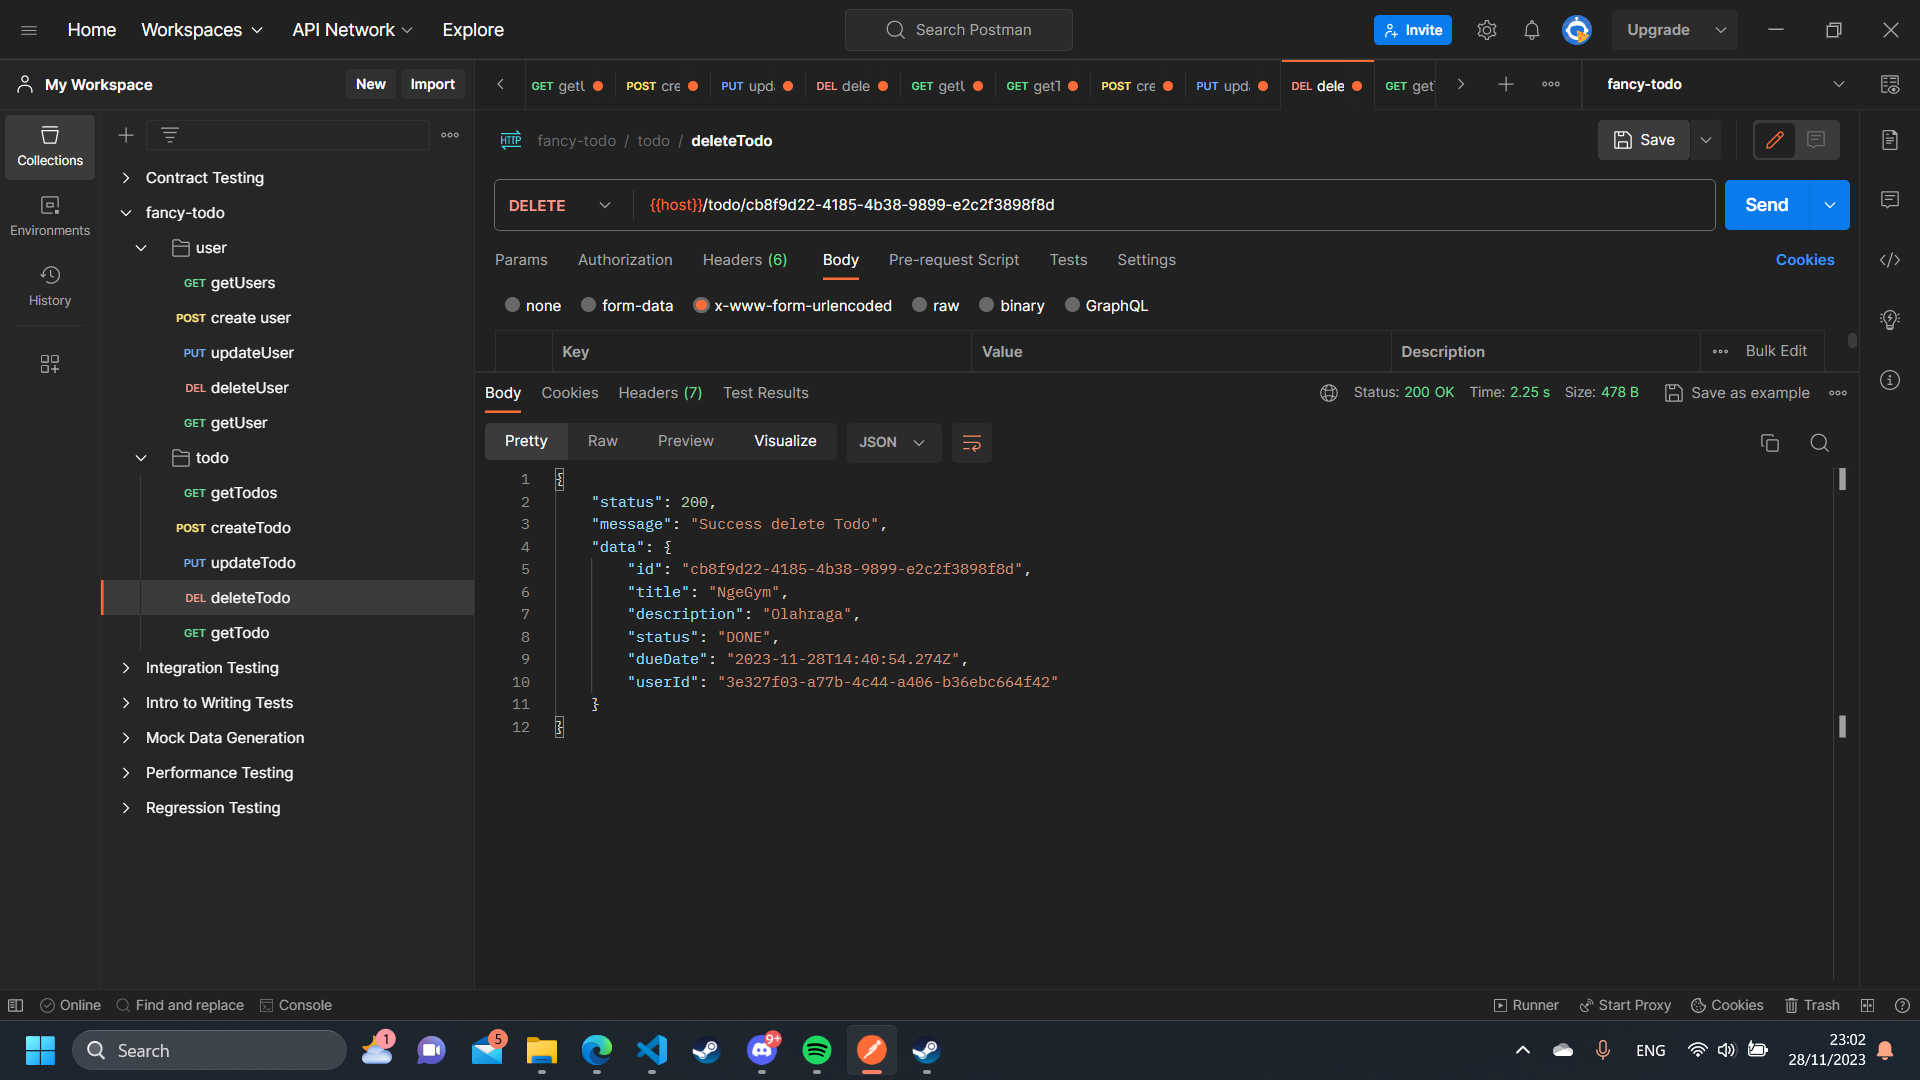 Home Workspaces API Network Explore Search Postman Invite Upgrade
My Workspace New Import
GET getU POST cre PUT upda DEL dele GET getU GET getT POST cre PUT upda DEL dele GET get fancy-todo
Collections
Environments
History
Contract Testing
fancy-todo
user
GET getUsers
POST create user
PUT updateUser
DEL deleteUser
GET getUser
todo
GET getTodos
POST createTodo
PUT updateTodo
DEL deleteTodo
GET getTodo
Integration Testing
Intro to Writing Tests
Mock Data Generation
Performance Testing
Regression Testing
HTTP fancy-todo / todo / deleteTodo Save
DELETE {{host}}/todo/cb8f9d22-4185-4b38-9899-e2c2f3898f8d Send
Params Authorization Headers (6) Body Pre-request Script Tests Settings Cookies
none form-data x-www-form-urlencoded raw binary GraphQL
Key Value Description Bulk Edit
Body Cookies Headers (7) Test Results Status: 200 OK Time: 2.25 s Size: 478 B Save as example
Pretty Raw Preview Visualize JSON
1 {
2 "status": 200,
3 "message": "Success delete Todo",
4 "data": {
5 "id": "cb8f9d22-4185-4b38-9899-e2c2f3898f8d",
6 "title": "NgeGym",
7 "description": "Olahraga",
8 "status": "DONE",
9 "dueDate": "2023-11-28T14:40:54.274Z",
10 "userId": "3e327f03-a77b-4c44-a406-b36ebc664f42"
11 }
12 }
Online Find and replace Console Runner Start Proxy Cookies Trash
Search 1 5 9+ ENG 23:02
28/11/2023